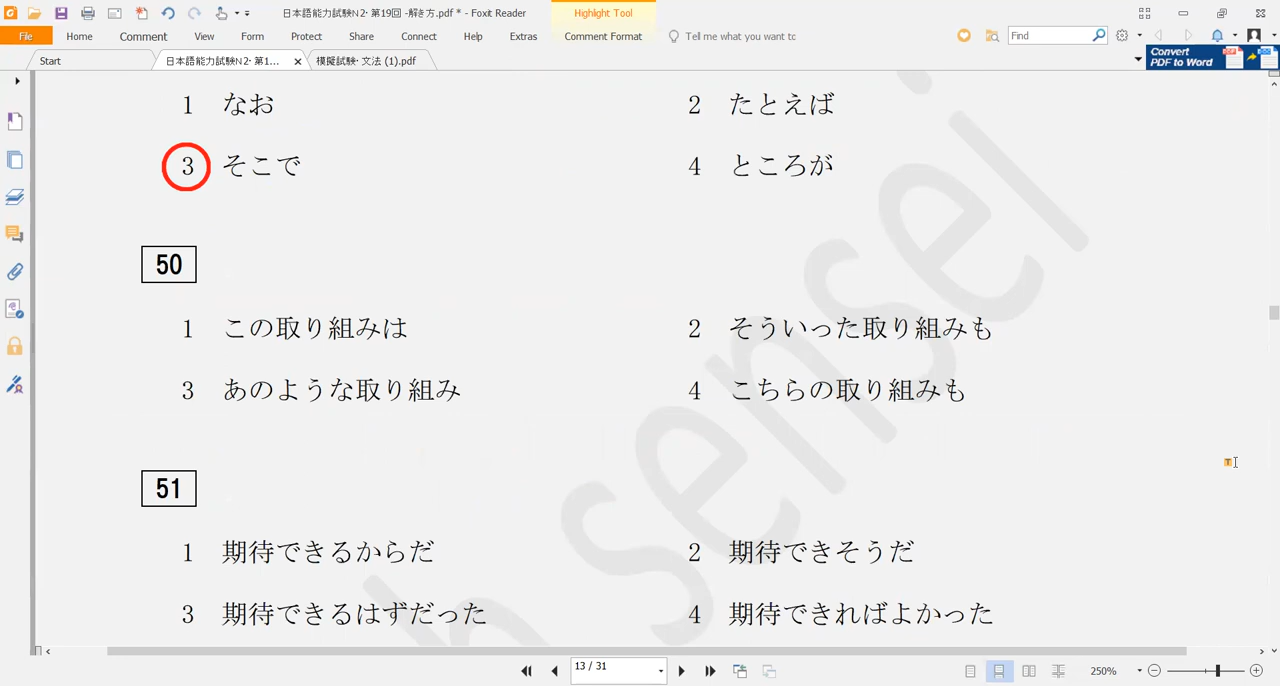 日本語能力試験N2· 第19回 -解き方.pdf * - Foxit Reader
Highlight Tool
File Home Comment View Form Protect Share Connect Help Extras Comment Format Tell me what you want tc Find
Convert
PDF to Word
Start 日本語能力試験N2· 第1... 模擬試験· 文法 (1).pdf
1 なお 2 たとえば
3 そこで 4 ところが
50
1 この取り組みは 2 そういった取り組みも
3 あのような取り組み 4 こちらの取り組みも
51
1 期待できるからだ 2 期待できそうだ
3 期待できるはずだった 4 期待できればよかった
h sensei
13 / 31 250%